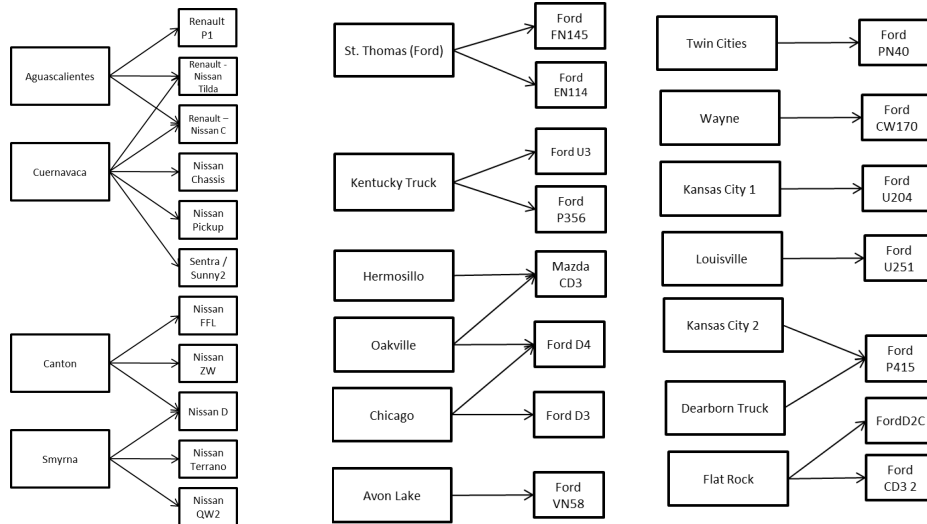 Aguascalientes
Cuernavaca
Canton
Smyrna
Renault
P1
Renault -
Nissan
Tilda
Renault –
Nissan C
Nissan
Chassis
Nissan
Pickup
Sentra /
Sunny2
Nissan
FFL
Nissan
ZW
Nissan D
Nissan
Terrano
Nissan
QW2
St. Thomas (Ford)
Kentucky Truck
Hermosillo
Oakville
Chicago
Avon Lake
Ford
FN145
Ford
EN114
Ford U3
Ford
P356
Mazda
CD3
Ford D4
Ford D3
Ford
VN58
Twin Cities
Wayne
Kansas City 1
Louisville
Kansas City 2
Dearborn Truck
Flat Rock
Ford
PN40
Ford
CW170
Ford
U204
Ford
U251
Ford
P415
FordD2C
Ford
CD3 2